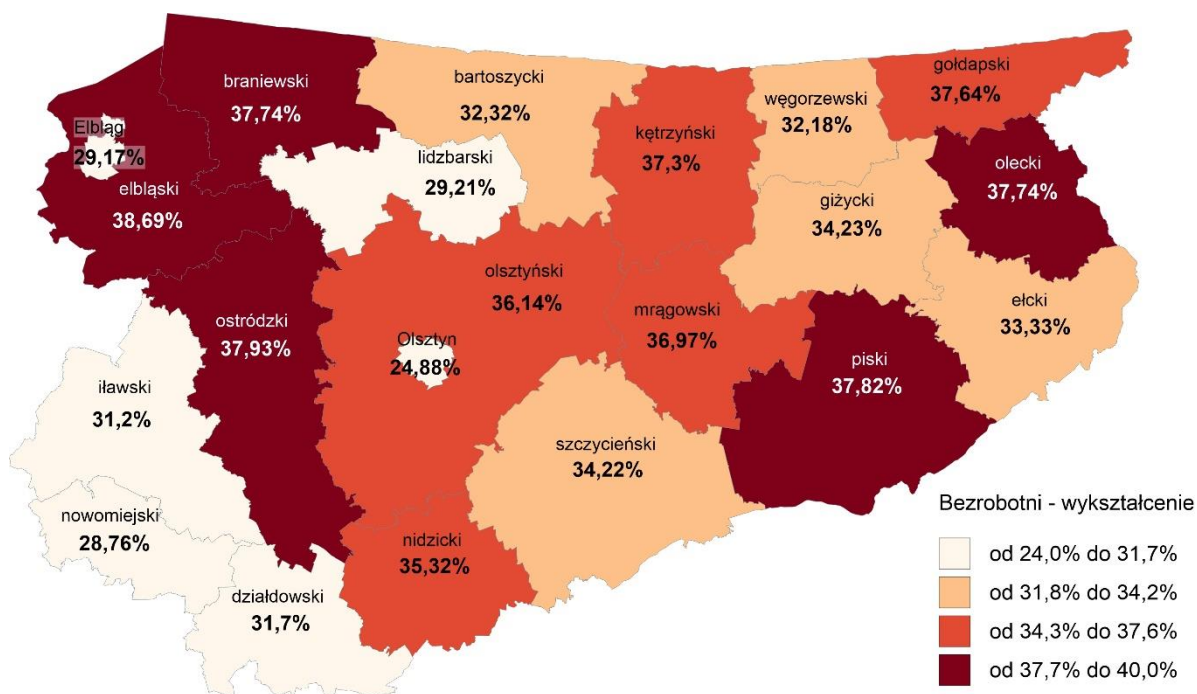 braniewski
37,74%
bartoszycki
32,32%
gołdapski
37,64%
węgorzewski
32,18%
kętrzyński
37,3%
Elbląg
29,17%
lidzbarski
29,21%
olecki
37,74%
elbląski
38,69%
giżycki
34,23%
olsztyński
36,14%
ełcki
33,33%
mrągowski
36,97%
ostródzki
37,93%
Olsztyn
24,88%
piski
37,82%
iławski
31,2%
szczycieński
34,22%
nowomiejski
28,76%
nidzicki
35,32%
działdowski
31,7%
Bezrobotni - wykształcenie
od 24,0% do 31,7%
od 31,8% do 34,2%
od 34,3% do 37,6%
od 37,7% do 40,0%